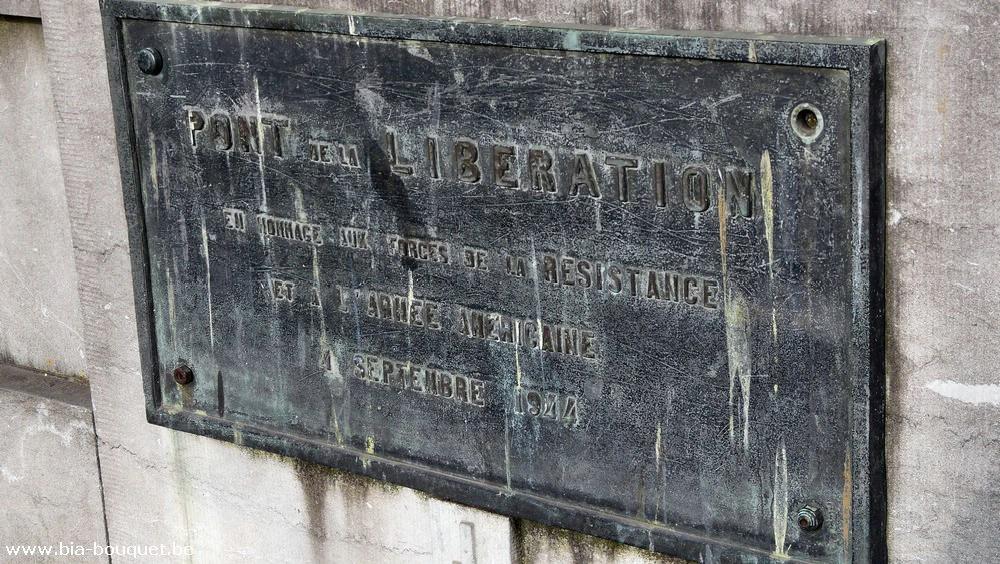 PONT DE LA LIBERATION
EN HOMMAGE AUX FORCES DE LA RESISTANCE
ET A L'ARMEE AMERICAINE
4 SEPTEMBRE 1944
www.bia-bouquet.be